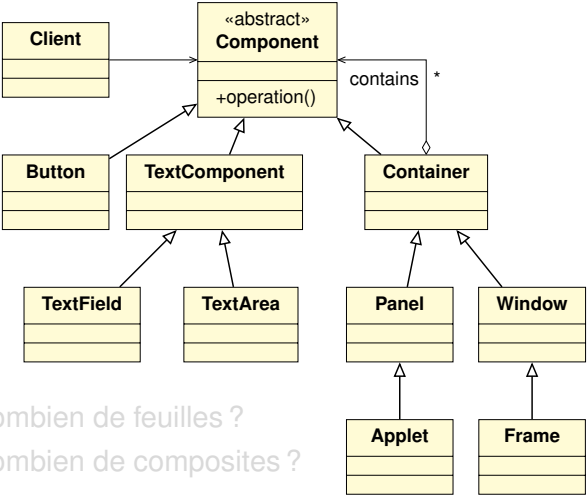 «abstract»
Client
Component
contains *
+operation()
Button TextComponent Container
TextField TextArea Panel Window
ombien de feuilles ?
Applet Frame
ombien de composites ?